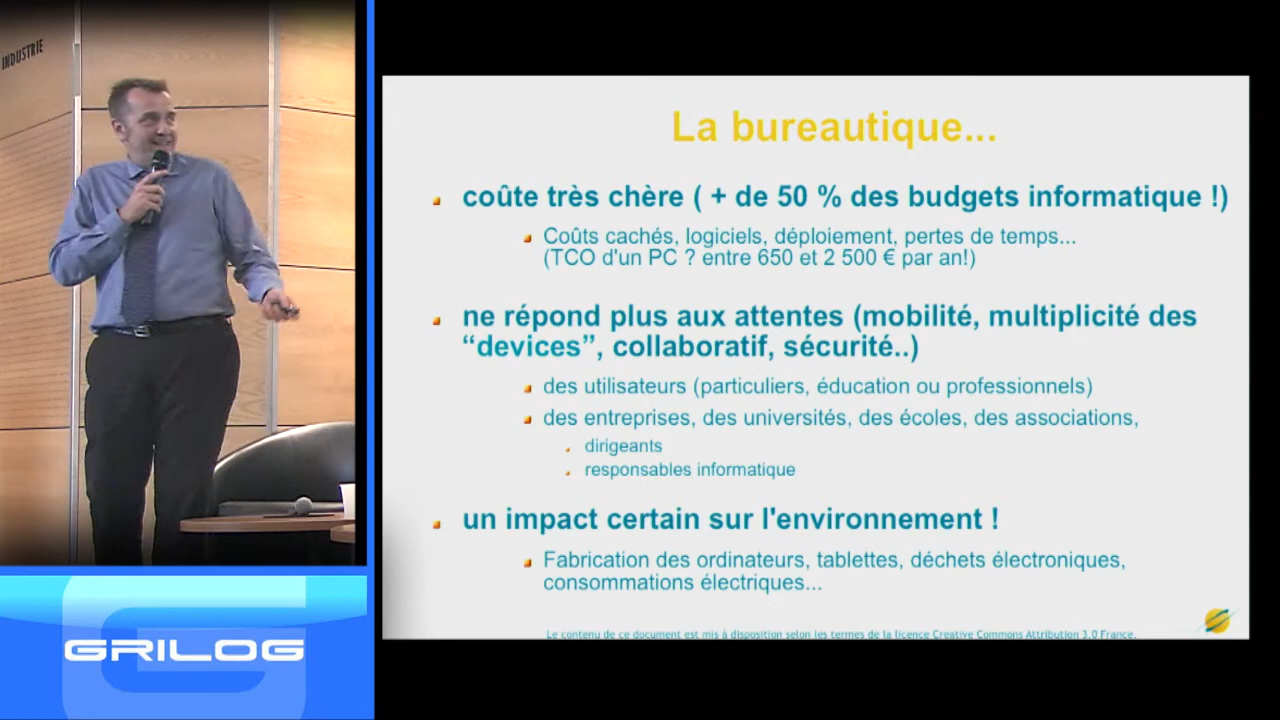 INDUSTRIE
La bureautique...
coûte très chère ( + de 50 % des budgets informatique !)
Coûts cachés, logiciels, déploiement, pertes de temps...
(TCO d'un PC ? entre 650 et 2 500 € par an!)
ne répond plus aux attentes (mobilité, multiplicité des
“devices”, collaboratif, sécurité..)
des utilisateurs (particuliers, éducation ou professionnels)
des entreprises, des universités, des écoles, des associations,
dirigeants
responsables informatique
un impact certain sur l'environnement !
Fabrication des ordinateurs, tablettes, déchets électroniques,
consommations électriques...
Le contenu de ce document est mis à disposition selon les termes de la licence Creative Commons Attribution 3.0 France.
GRILOG